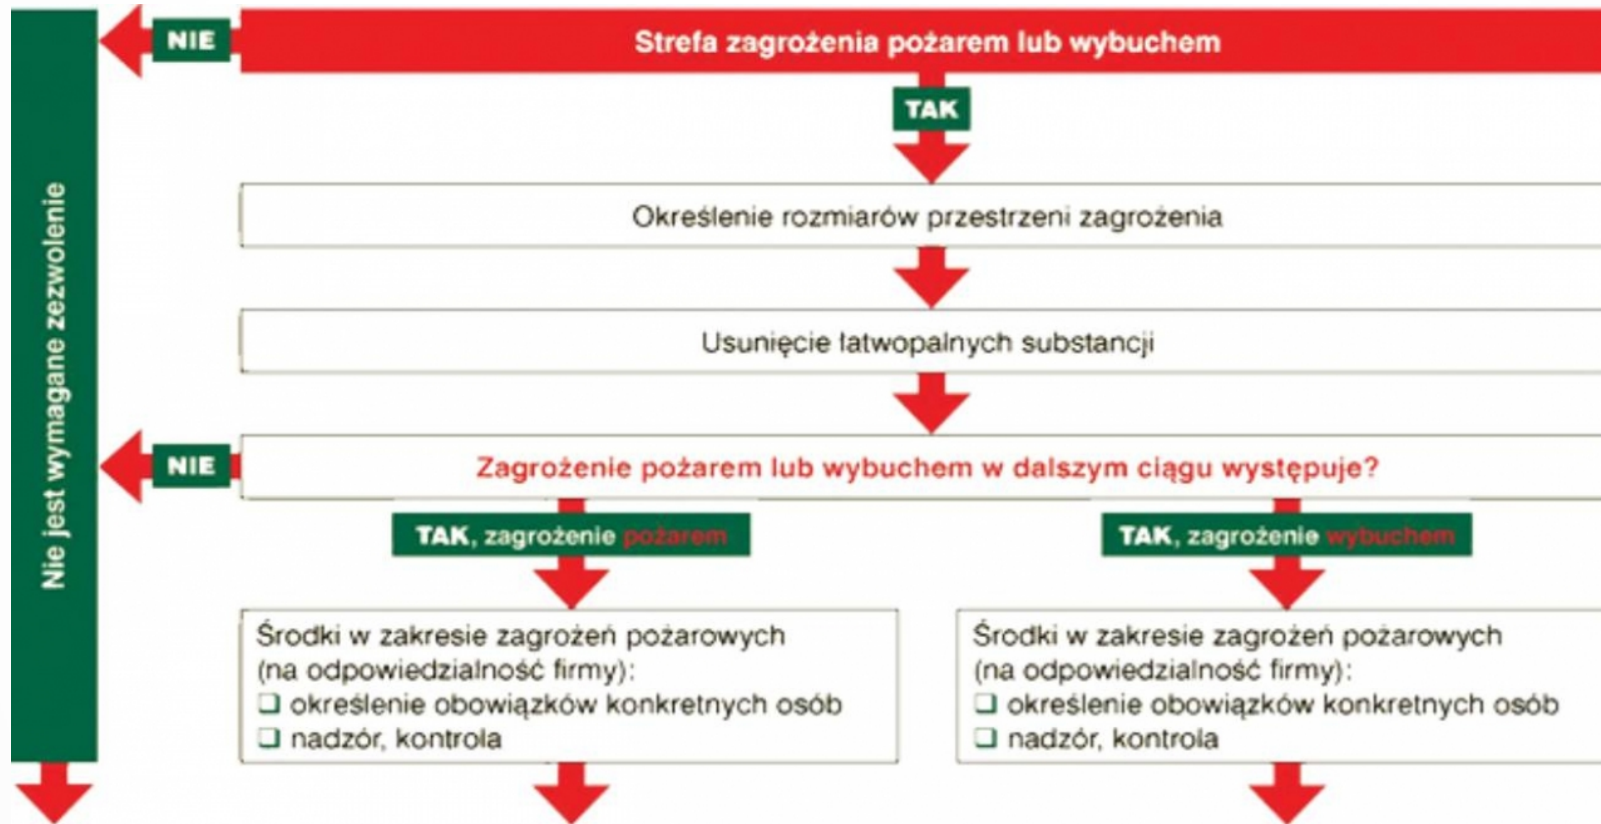 NIE
Strefa zagrożenia pożarem lub wybuchem
TAK
Określenie rozmiarów przestrzeni zagrożenia
Usunięcie łatwopalnych substancji
NIE
Zagrożenie pożarem lub wybuchem w dalszym ciągu występuje?
TAK, zagrożenie pożarem
TAK, zagrożenie wybuchem
Środki w zakresie zagrożeń pożarowych
(na odpowiedzialność firmy):
❑ określenie obowiązków konkretnych osób
❑ nadzór, kontrola
Środki w zakresie zagrożeń pożarowych
(na odpowiedzialność firmy):
❑ określenie obowiązków konkretnych osób
❑ nadzór, kontrola
Nie jest wymagane zezwolenie